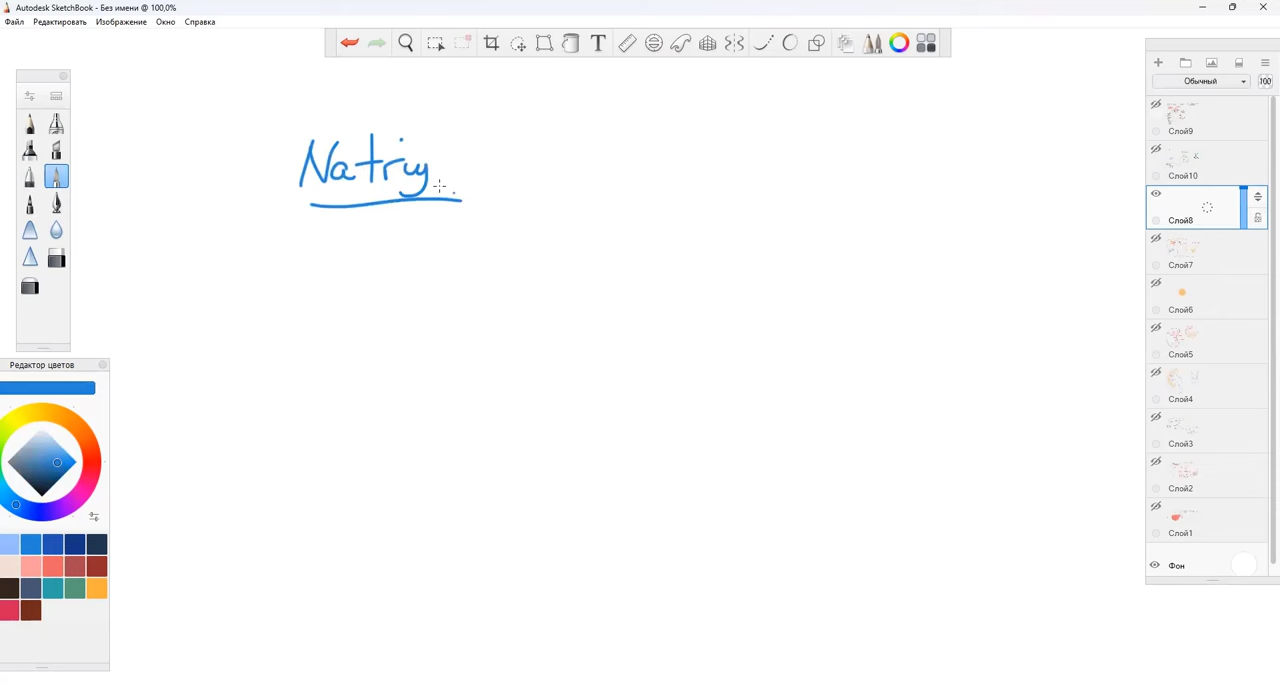 Autodesk SketchBook - Без имени @ 100,0%
Файл Редактировать Изображение Окно Справка
T
Обычный 100
Слой9
Слой10
Natriy
Слой8
Слой7
Слой6
Слой5
Редактор цветов
Слой4
Слой3
Слой2
Слой1
Фон